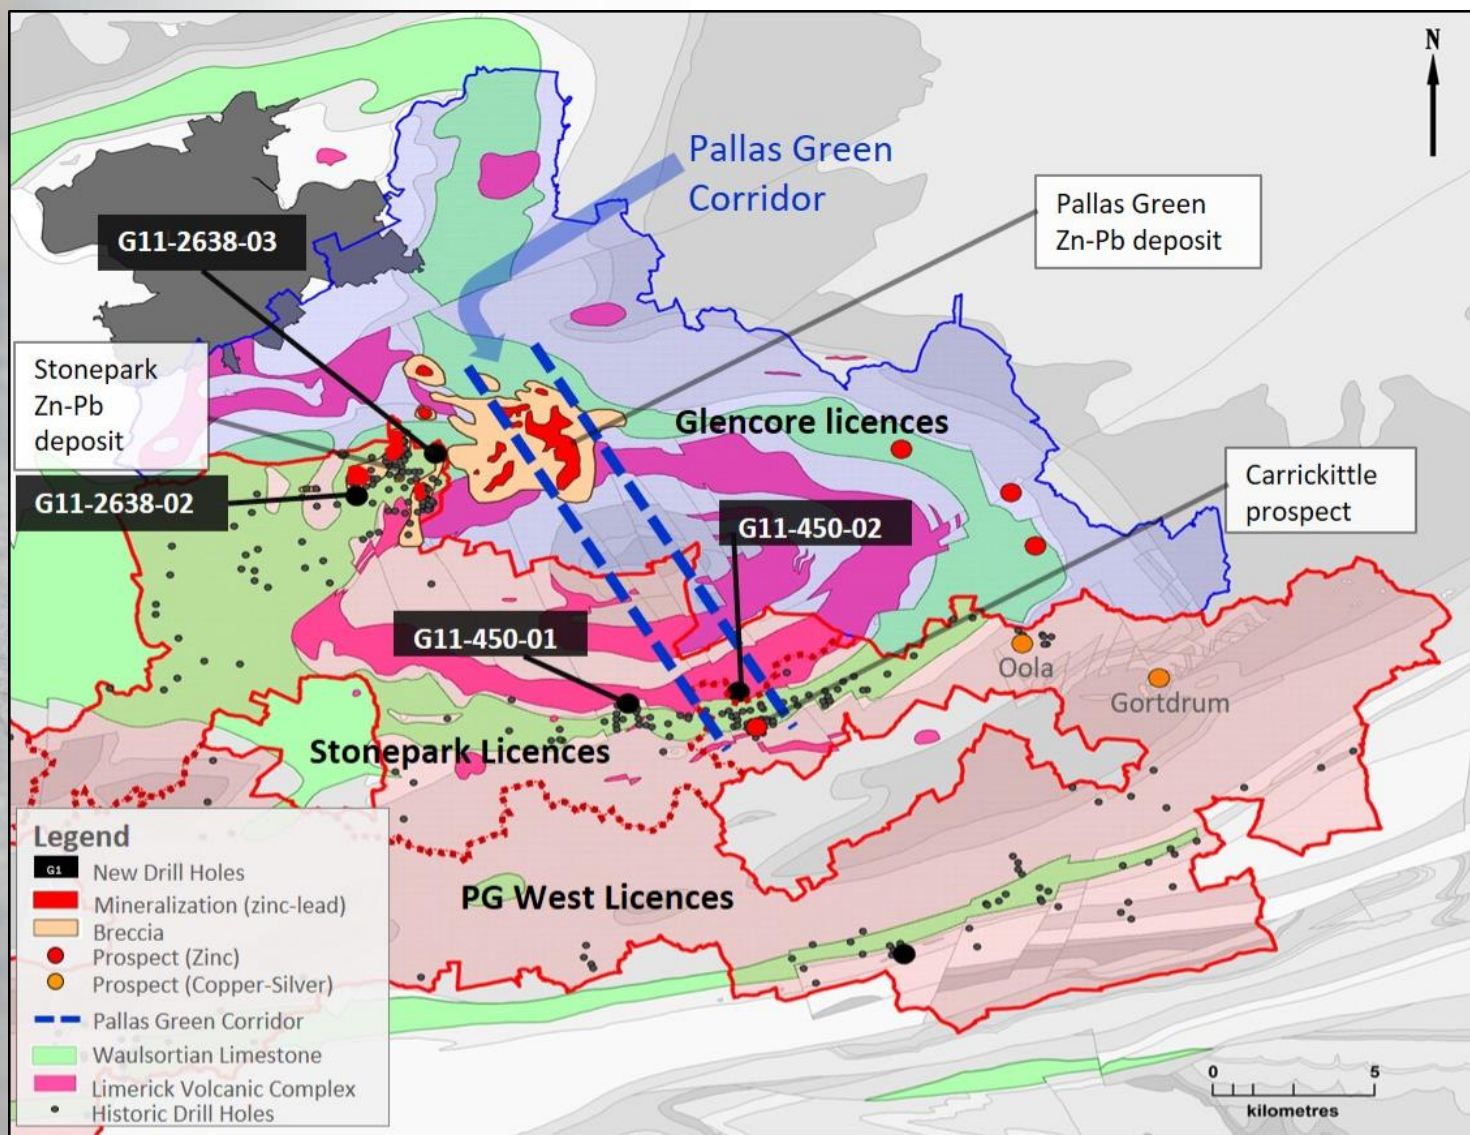 N
Pallas Green
Corridor
Pallas Green
Zn-Pb deposit
G11-2638-03
Stonepark
Zn-Pb
deposit
Glencore licences
Carrickittle
prospect
G11-2638-02
G11-450-02
G11-450-01
Oola
Gortdrum
Stonepark Licences
PG West Licences
Legend
G1 New Drill Holes
Mineralization (zinc-lead)
Breccia
Prospect (Zinc)
Prospect (Copper-Silver)
Pallas Green Corridor
Waulsortian Limestone
Limerick Volcanic Complex
Historic Drill Holes
0 5
kilometres